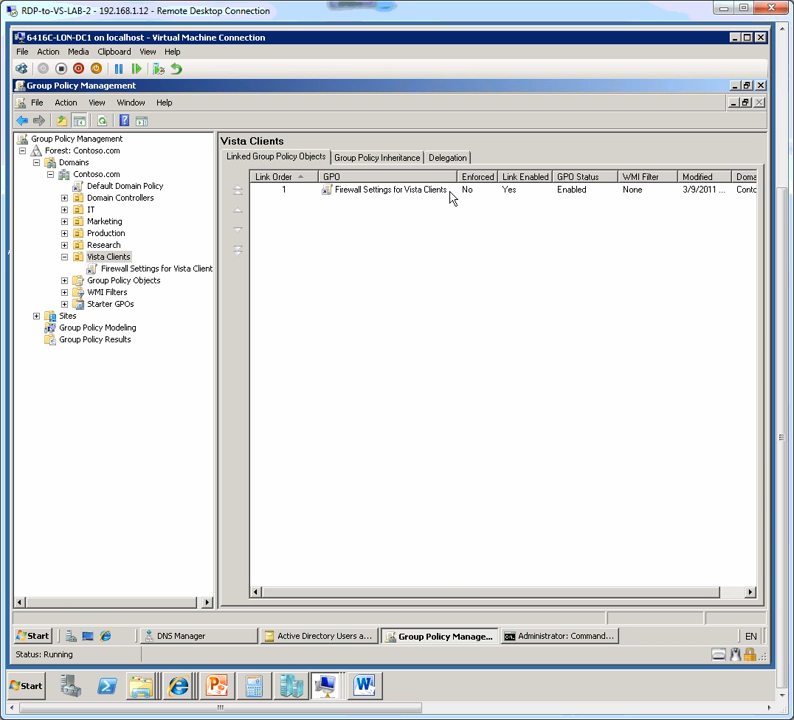 RDP-to-VS-LAB-2 - 192.168.1.12 - Remote Desktop Connection
6416C-LON-DC1 on localhost - Virtual Machine Connection
File Action Media Clipboard View Help
Group Policy Management
File Action View Window Help
Group Policy Management
Forest: Contoso.com
Domains
Contoso.com
Default Domain Policy
Domain Controllers
IT
Marketing
Production
Research
Vista Clients
Firewall Settings for Vista Client
Group Policy Objects
WMI Filters
Starter GPOs
Sites
Group Policy Modeling
Group Policy Results
Vista Clients
Linked Group Policy Objects Group Policy Inheritance Delegation
Link Order GPO Enforced Link Enabled GPO Status WMI Filter Modified Doma
1 Firewall Settings for Vista Clients No Yes Enabled None 3/9/2011 ... Conto
Start DNS Manager Active Directory Users a... Group Policy Manage... Administrator: Command... EN
Status: Running
Start